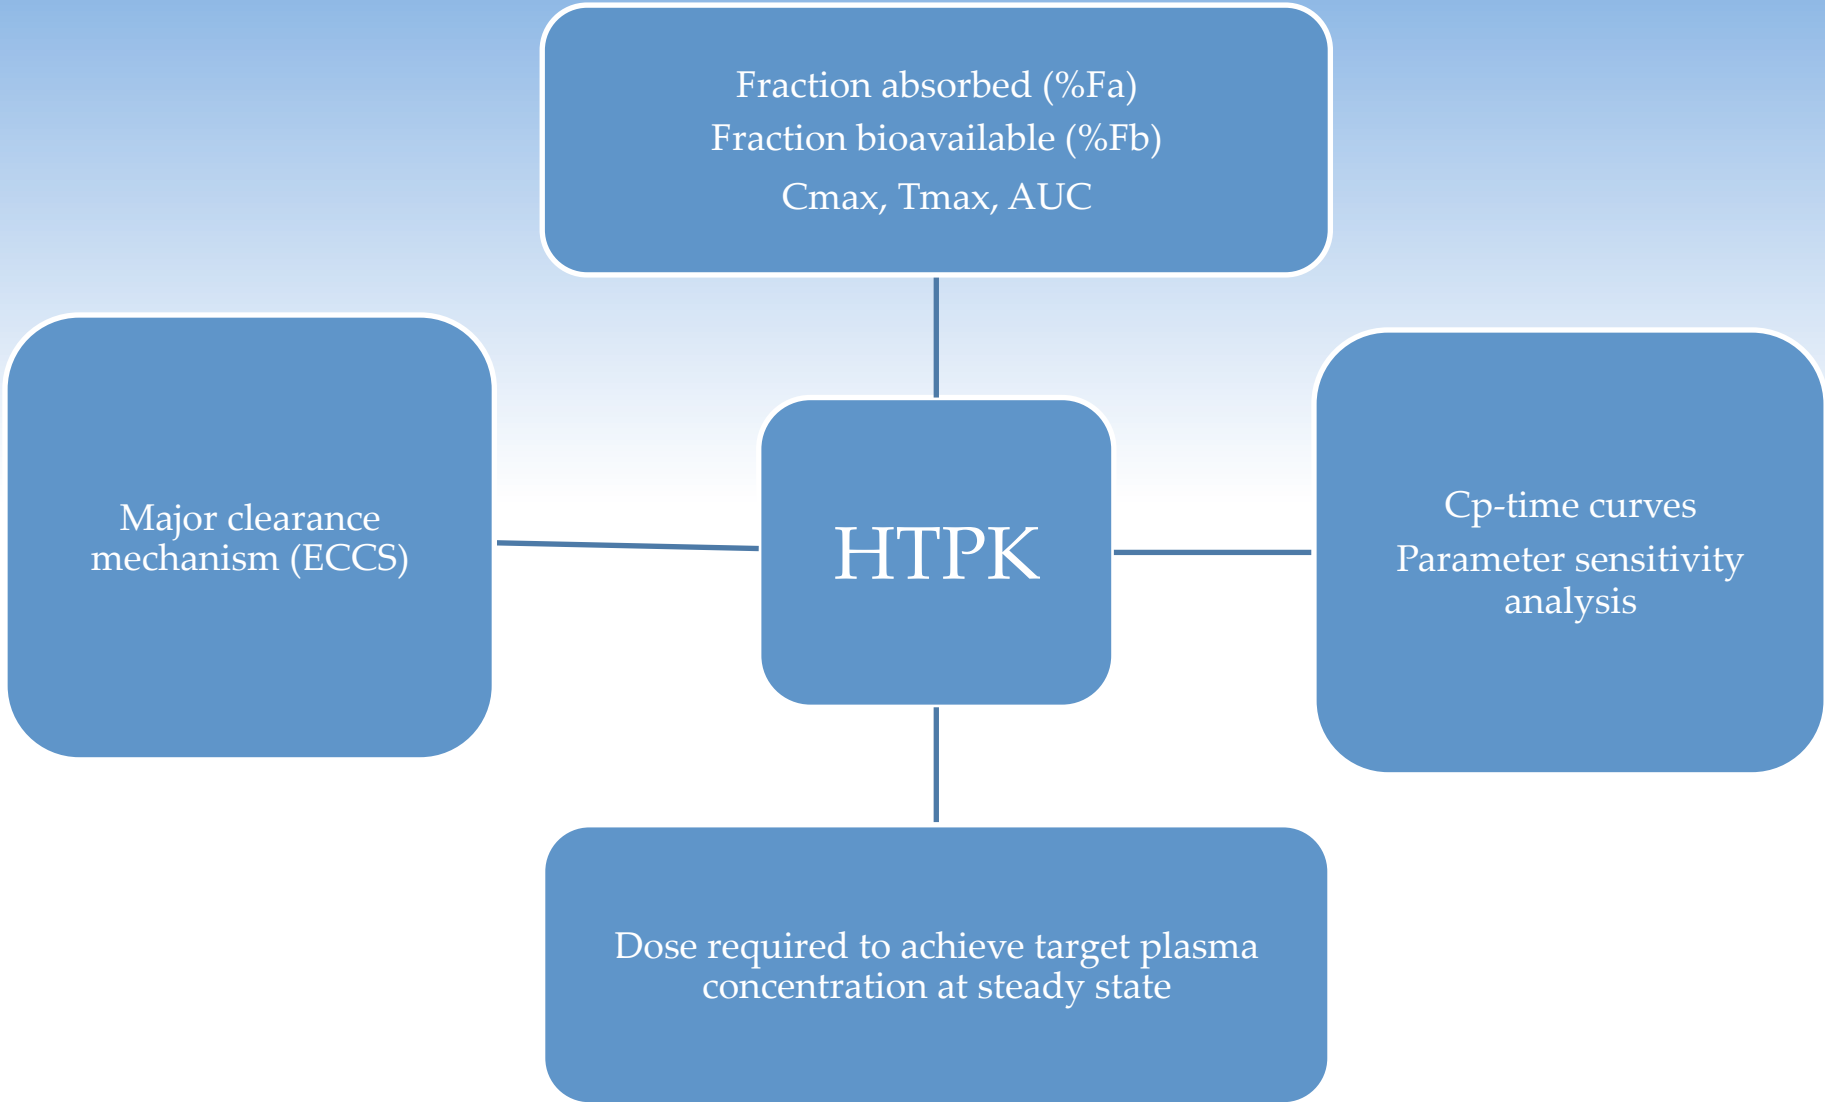 Fraction absorbed (%Fa)
Fraction bioavailable (%Fb)
Cmax, Tmax, AUC
Major clearance
mechanism (ECCS)
HTPK
Cp-time curves
Parameter sensitivity
analysis
Dose required to achieve target plasma
concentration at steady state